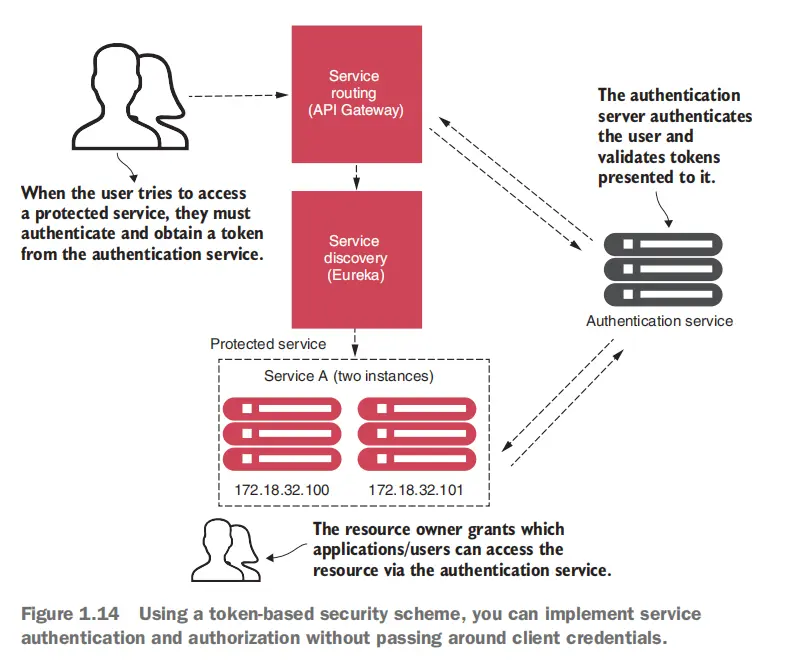 Service
routing
(API Gateway)
The authentication
server authenticates
the user and
validates tokens
presented to it.
When the user tries to access
a protected service, they must
authenticate and obtain a token
from the authentication service.
Service
discovery
(Eureka)
Authentication service
Protected service
Service A (two instances)
172.18.32.100
172.18.32.101
The resource owner grants which
applications/users can access the
resource via the authentication service.
Figure 1.14 Using a token-based security scheme, you can implement service
authentication and authorization without passing around client credentials.